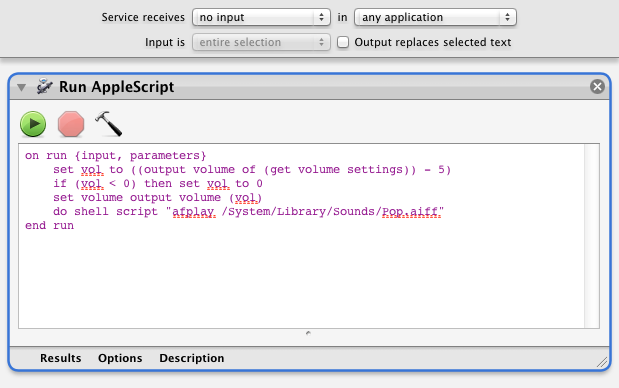 Service receives no input in any application
Input is entire selection Output replaces selected text
Run AppleScript
on run {input, parameters}
    set vol to ((output volume of (get volume settings)) - 5)
    if (vol < 0) then set vol to 0
    set volume output volume (vol)
    do shell script "afplay /System/Library/Sounds/Pop.aiff"
end run
Results Options Description